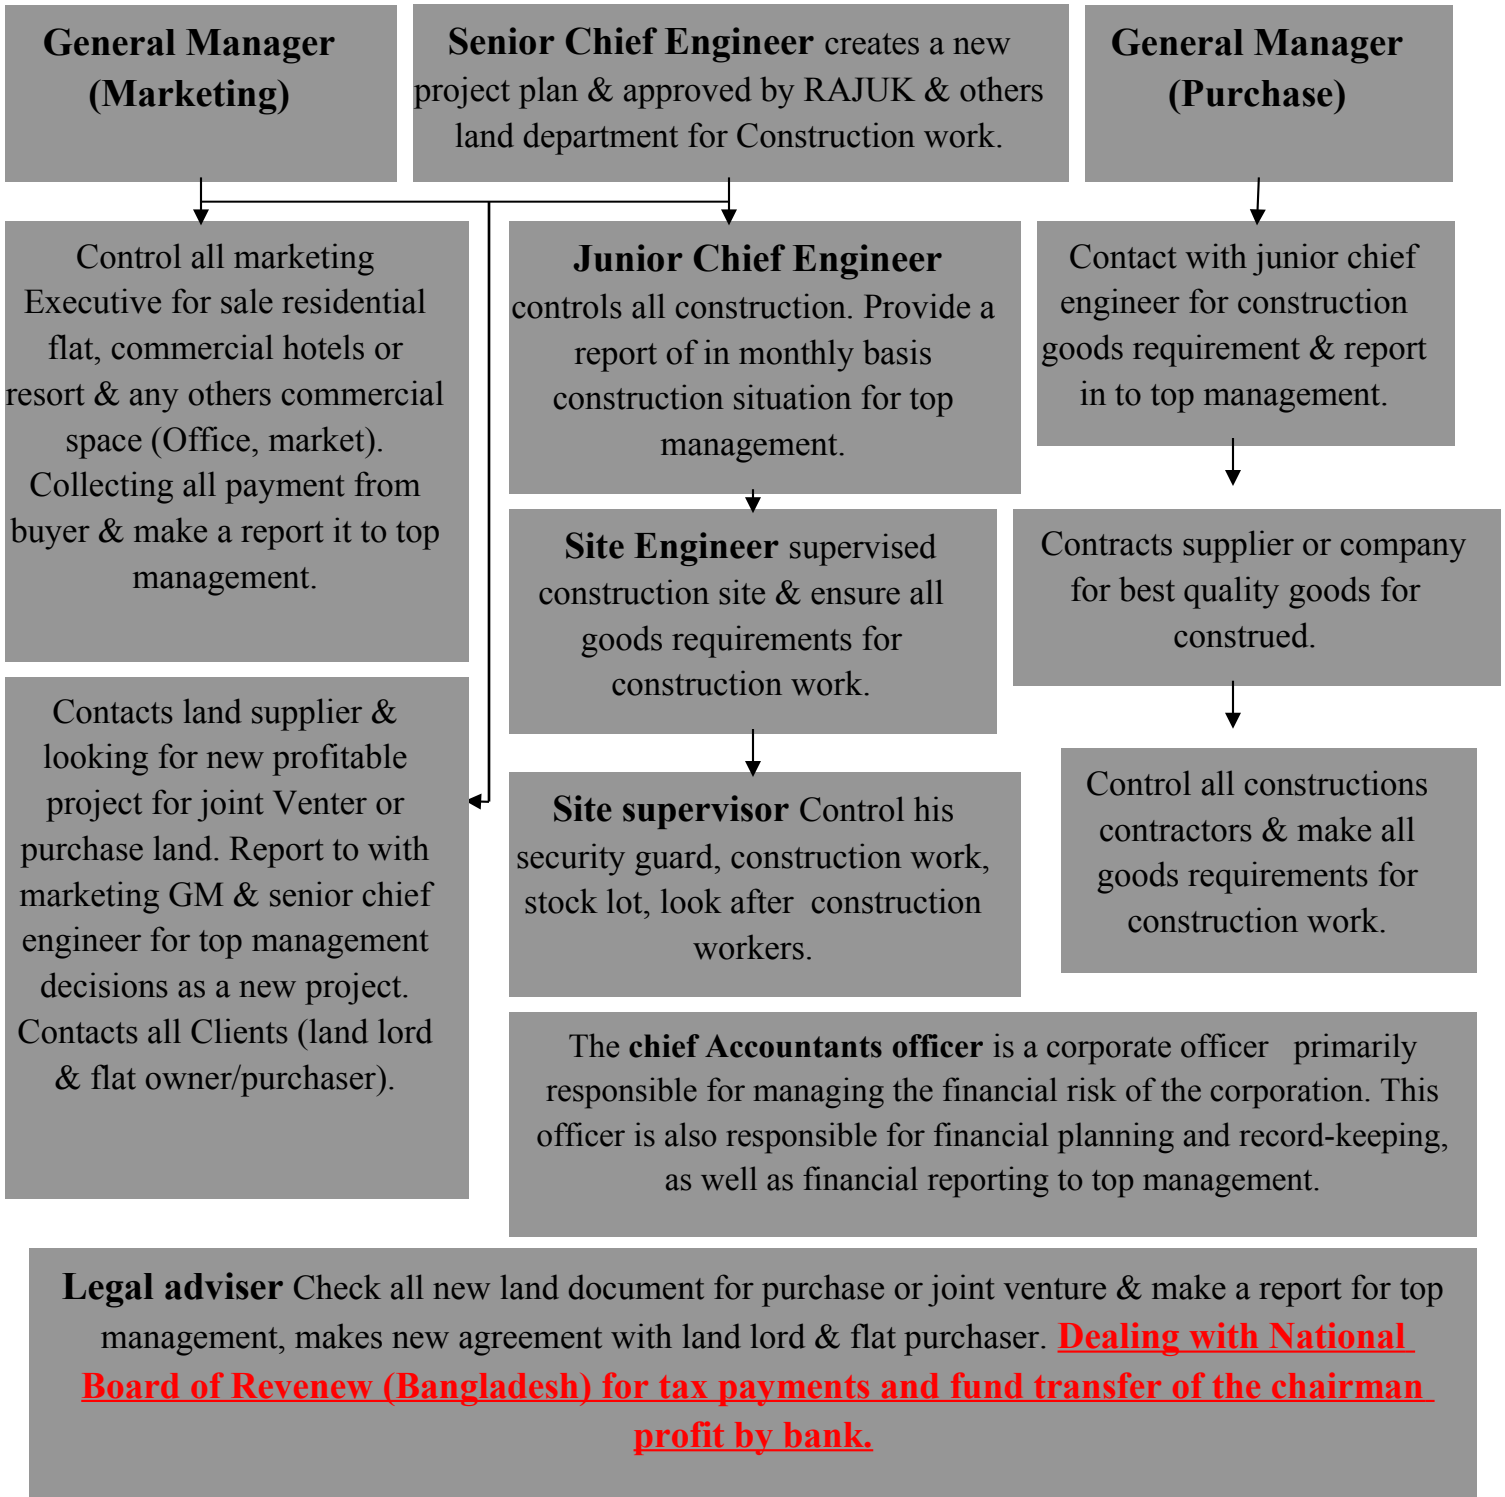 General Manager
(Marketing)
Senior Chief Engineer creates a new
project plan & approved by RAJUK & others
land department for Construction work.
General Manager
(Purchase)
Control all marketing
Executive for sale residential
flat, commercial hotels or
resort & any others commercial
space (Office, market).
Collecting all payment from
buyer & make a report it to top
management.
Junior Chief Engineer
controls all construction. Provide a
report of in monthly basis
construction situation for top
management.
Contact with junior chief
engineer for construction
goods requirement & report
in to top management.
Site Engineer supervised
construction site & ensure all
goods requirements for
construction work.
Contracts supplier or company
for best quality goods for
construed.
Contacts land supplier &
looking for new profitable
project for joint Venter or
purchase land. Report to with
marketing GM & senior chief
engineer for top management
decisions as a new project.
Contacts all Clients (land lord
& flat owner/purchaser).
Site supervisor Control his
security guard, construction work,
stock lot, look after construction
workers.
Control all constructions
contractors & make all
goods requirements for
construction work.
The chief Accountants officer is a corporate officer primarily
responsible for managing the financial risk of the corporation. This
officer is also responsible for financial planning and record-keeping,
as well as financial reporting to top management.
Legal adviser Check all new land document for purchase or joint venture & make a report for top
management, makes new agreement with land lord & flat purchaser. Dealing with National
Board of Revenew (Bangladesh) for tax payments and fund transfer of the chairman
profit by bank.